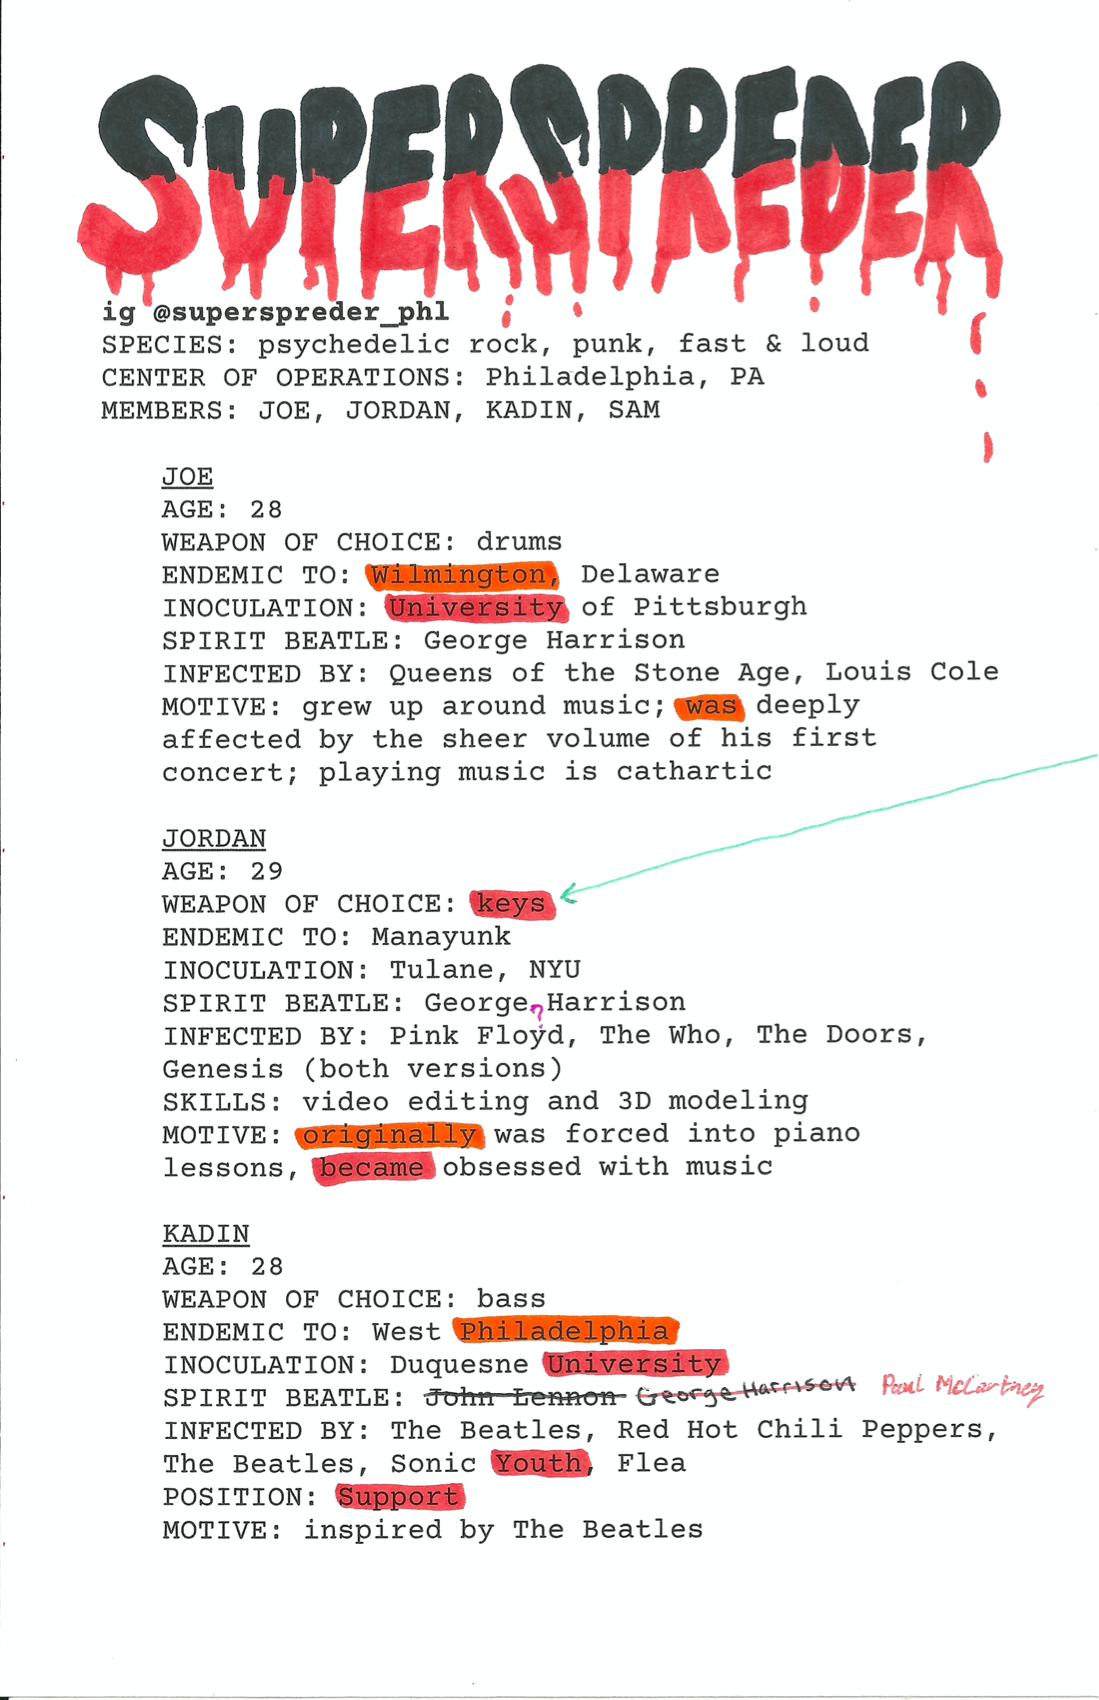 SUPERSPREDER
ig @superspreder_phl
SPECIES: psychedelic rock, punk, fast & loud
CENTER OF OPERATIONS: Philadelphia, PA
MEMBERS: JOE, JORDAN, KADIN, SAM
JOE
AGE: 28
WEAPON OF CHOICE: drums
ENDEMIC TO: Wilmington, Delaware
INOCULATION: University of Pittsburgh
SPIRIT BEATLE: George Harrison
INFECTED BY: Queens of the Stone Age, Louis Cole
MOTIVE: grew up around music; was deeply
affected by the sheer volume of his first
concert; playing music is cathartic
JORDAN
AGE: 29
WEAPON OF CHOICE: keys
ENDEMIC TO: Manayunk
INOCULATION: Tulane, NYU
SPIRIT BEATLE: George ? Harrison
INFECTED BY: Pink Floyd, The Who, The Doors,
Genesis (both versions)
SKILLS: video editing and 3D modeling
MOTIVE: originally was forced into piano
lessons, became obsessed with music
KADIN
AGE: 28
WEAPON OF CHOICE: bass
ENDEMIC TO: West Philadelphia
INOCULATION: Duquesne University
SPIRIT BEATLE: John Lennon George Harrison Paul McCartney
INFECTED BY: The Beatles, Red Hot Chili Peppers,
The Beatles, Sonic Youth, Flea
POSITION: Support
MOTIVE: inspired by The Beatles